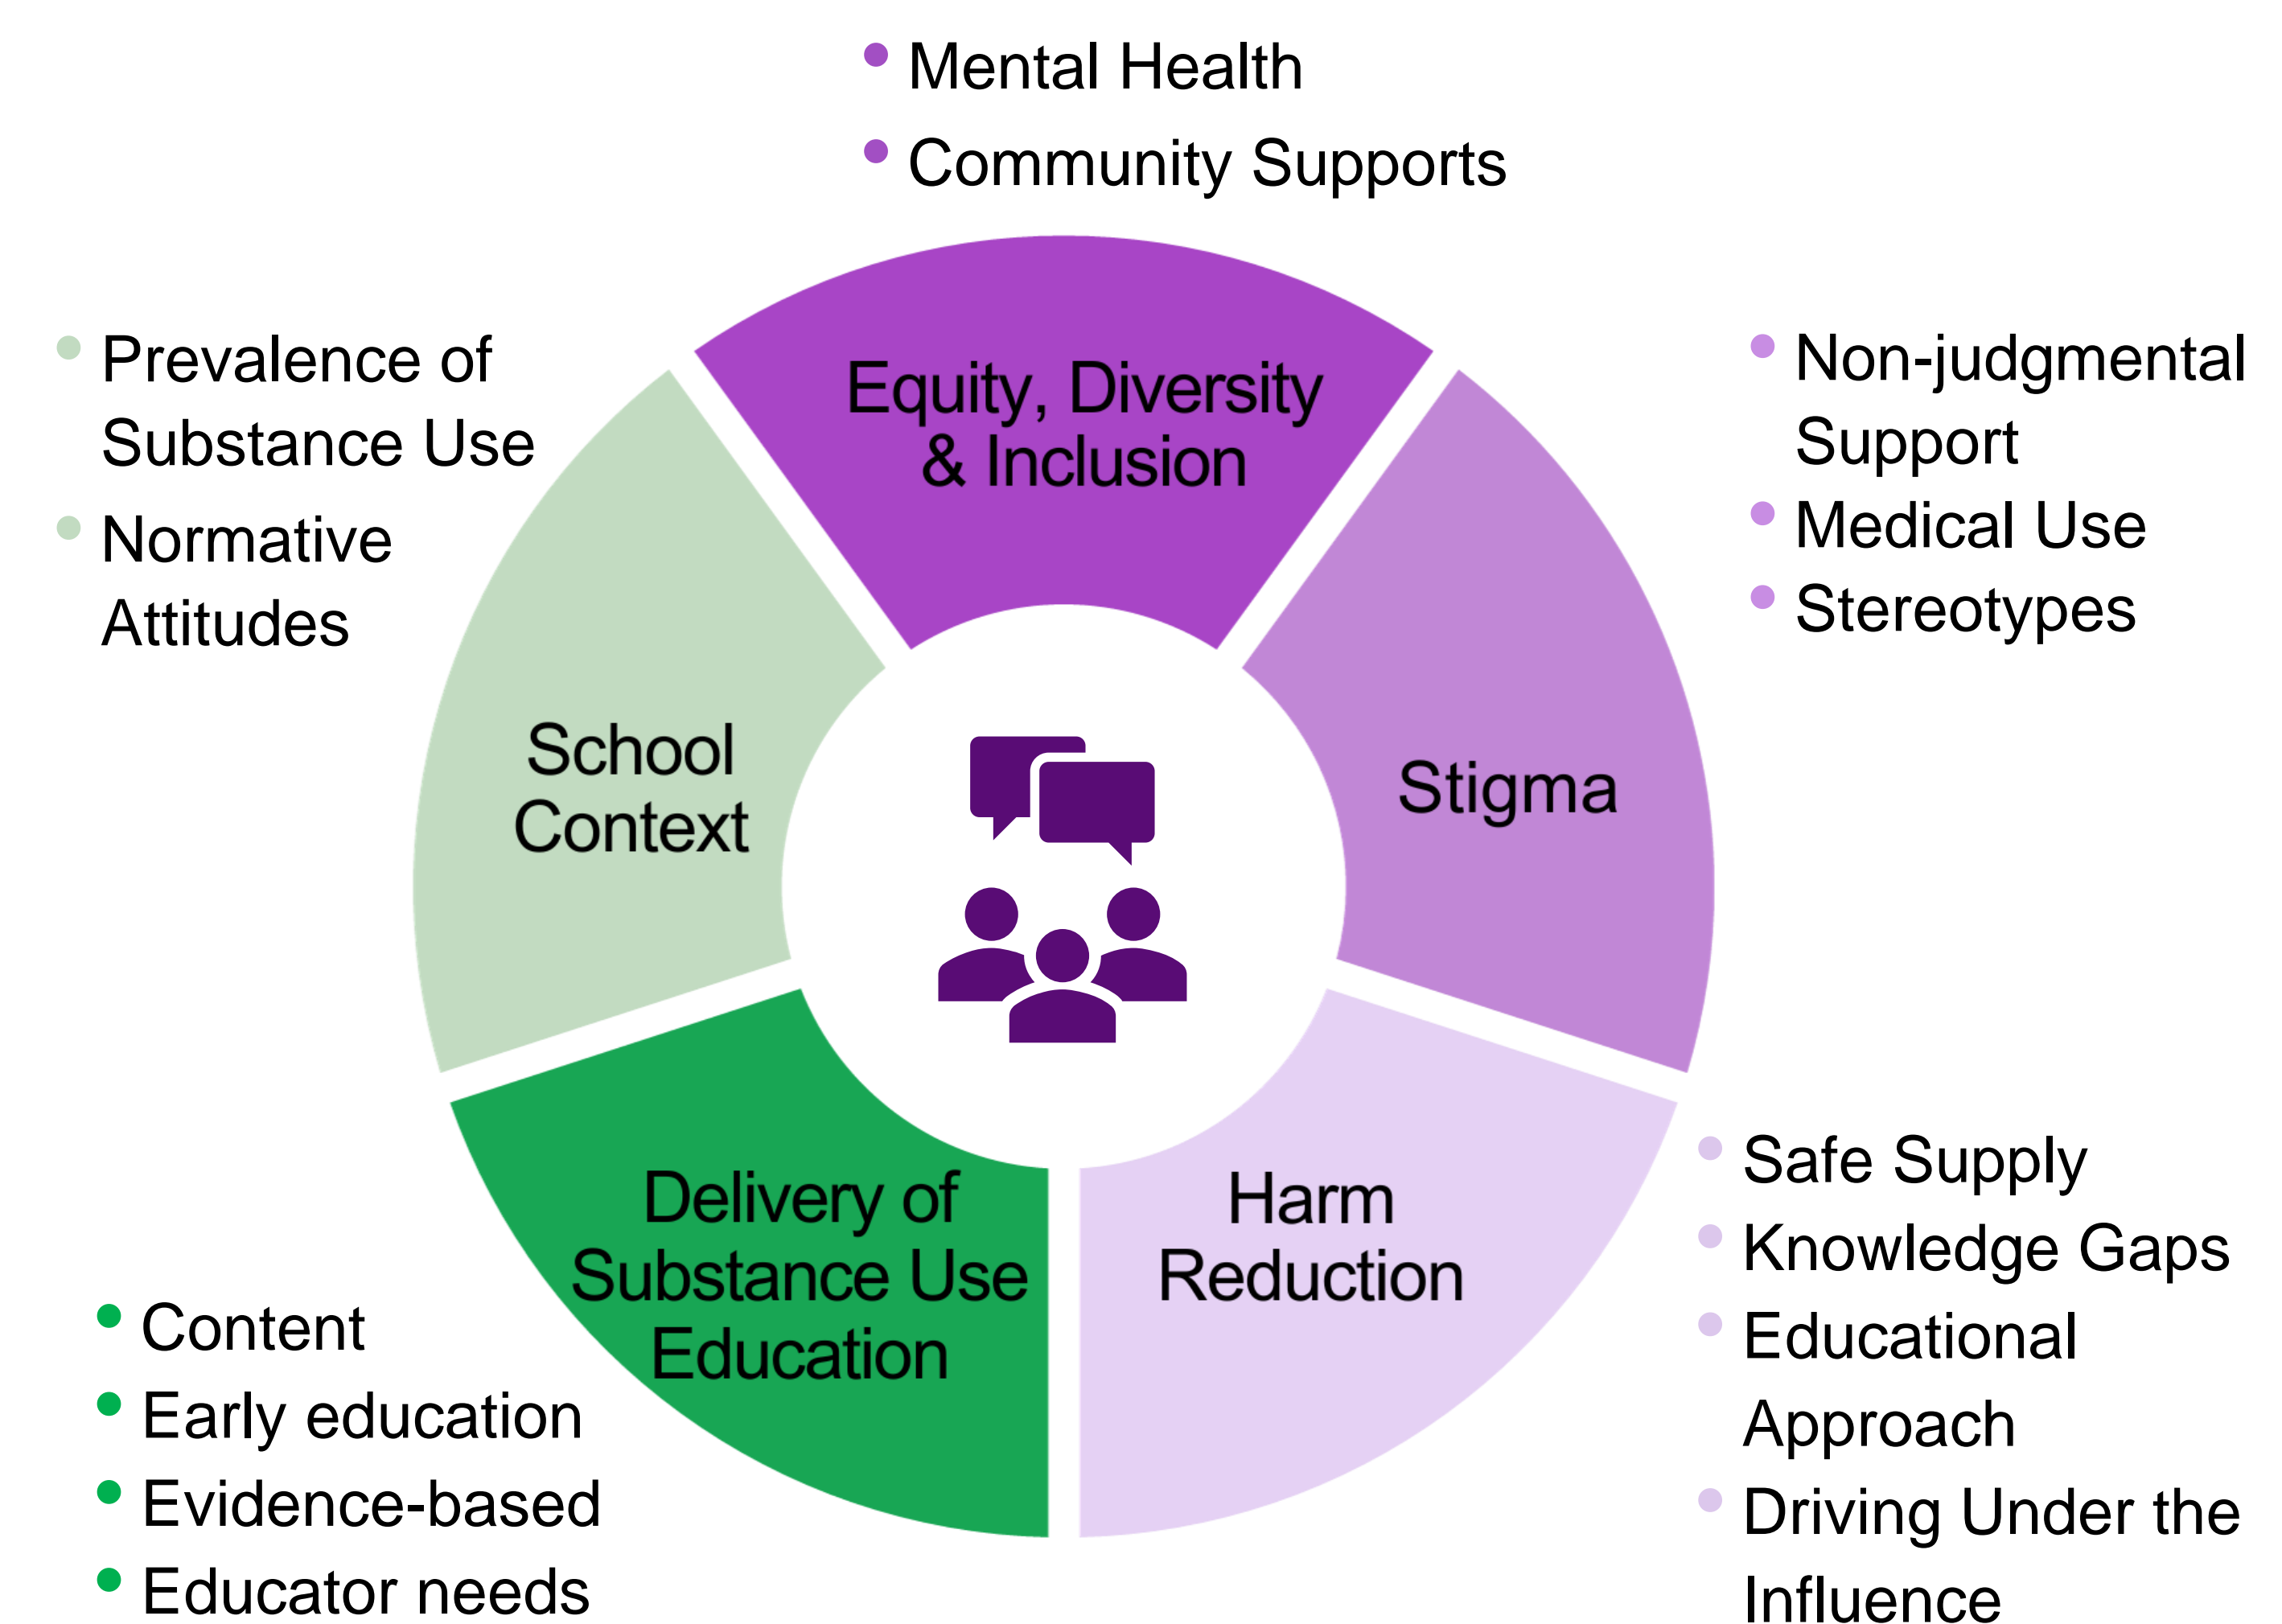 • Mental Health
• Community Supports
Equity, Diversity
& Inclusion
• Non-judgmental
Support
• Medical Use
• Stereotypes
Stigma
• Safe Supply
• Knowledge Gaps
• Educational
Approach
• Driving Under the
Influence
Harm
Reduction
Delivery of
Substance Use
Education
• Content
• Early education
• Evidence-based
• Educator needs
• Prevalence of
Substance Use
• Normative
Attitudes
School
Context